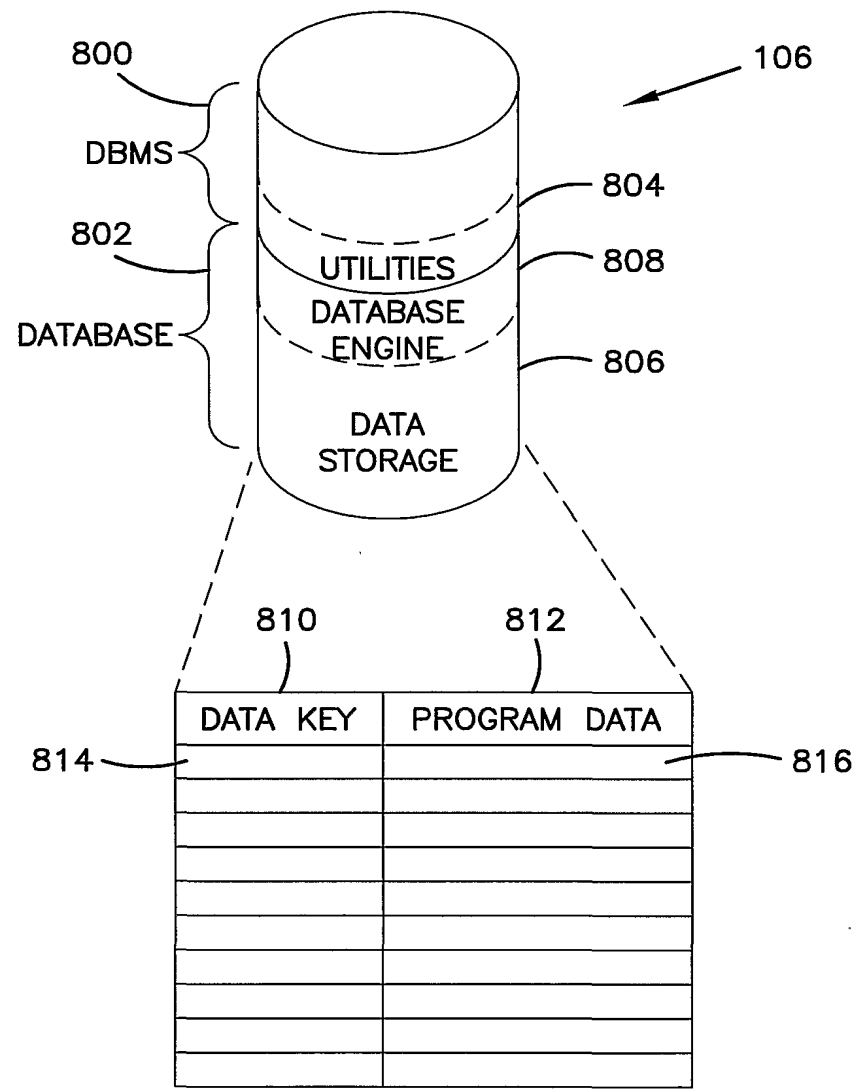 800
106
DBMS
804
802
UTILITIES
808
DATABASE
DATABASE
ENGINE
806
DATA
STORAGE
810
812
DATA KEY
PROGRAM DATA
814
816